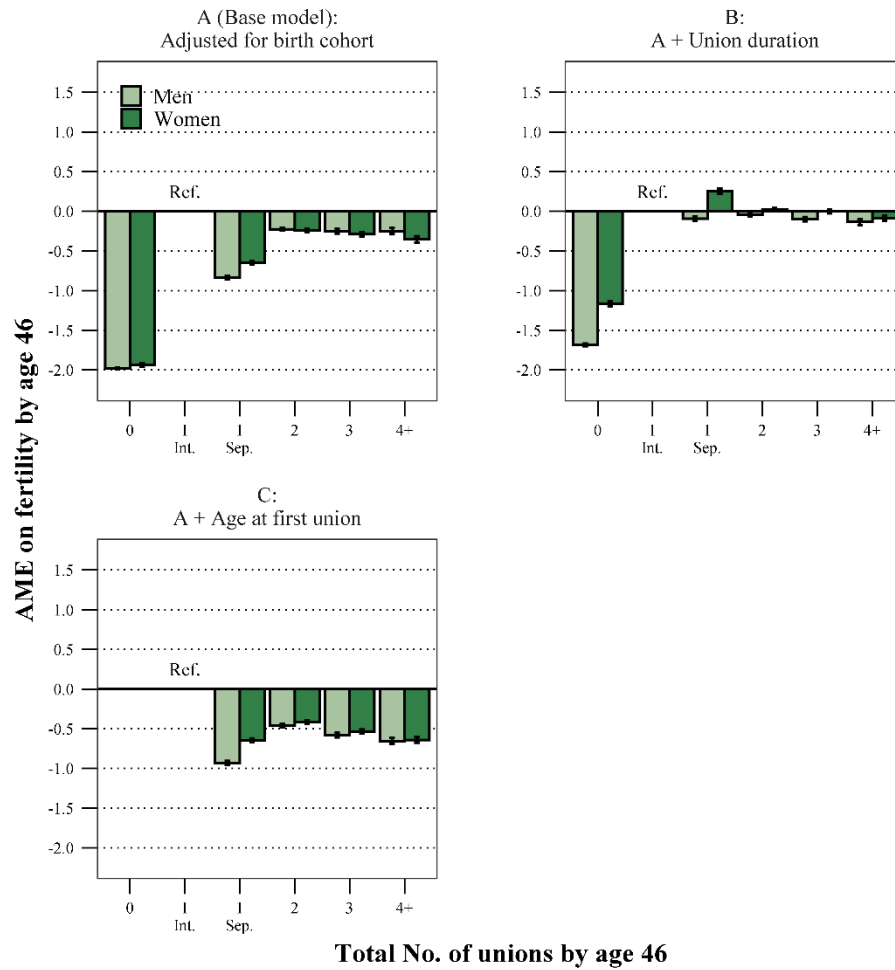 A (Base model):
Adjusted for birth cohort
1.5
1.0
0.5
0.0
-0.5
-1.0
-1.5
-2.0
Men
Women
Ref.
0 1 1 2 3 4+
Int. Sep.
B:
A + Union duration
1.5
1.0
0.5
0.0
-0.5
-1.0
-1.5
-2.0
Ref.
0 1 1 2 3 4+
Int. Sep.
AME on fertility by age 46
C:
A + Age at first union
1.5
1.0
0.5
0.0
-0.5
-1.0
-1.5
-2.0
Ref.
0 1 1 2 3 4+
Int. Sep.
Total No. of unions by age 46